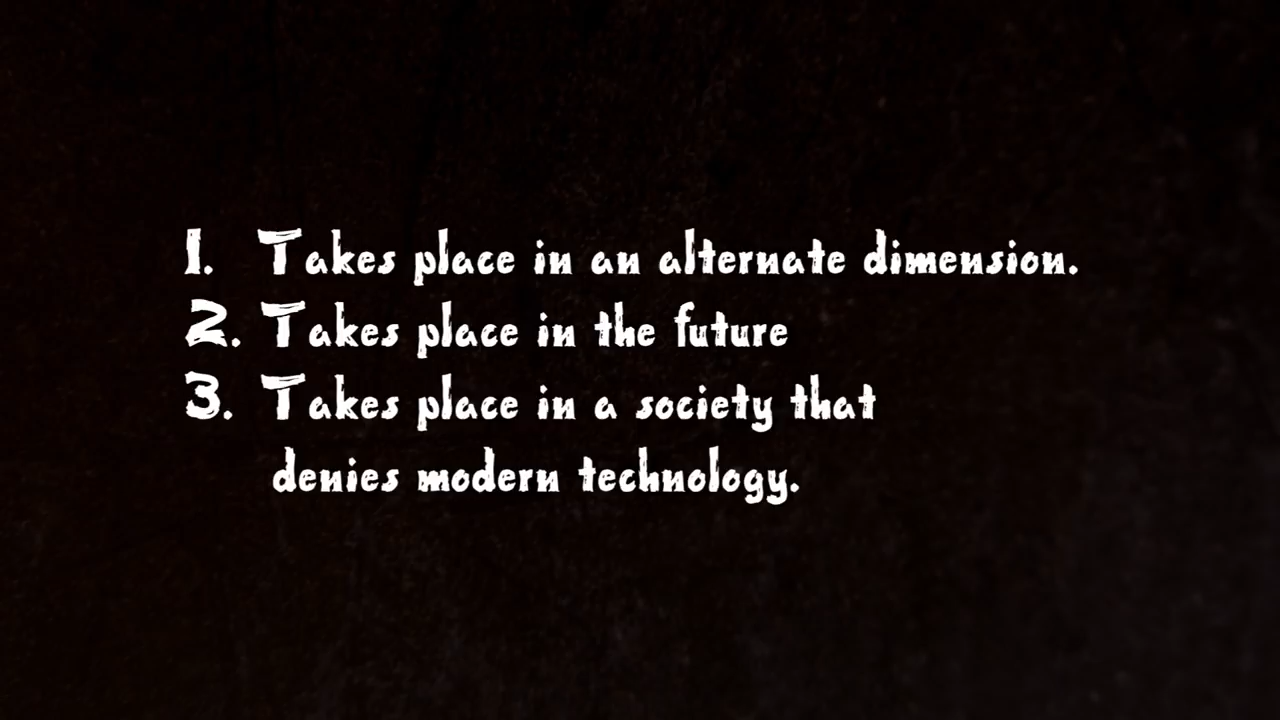 1. Takes place in an alternate dimension.
2. Takes place in the future
3. Takes place in a society that
denies modern technology.